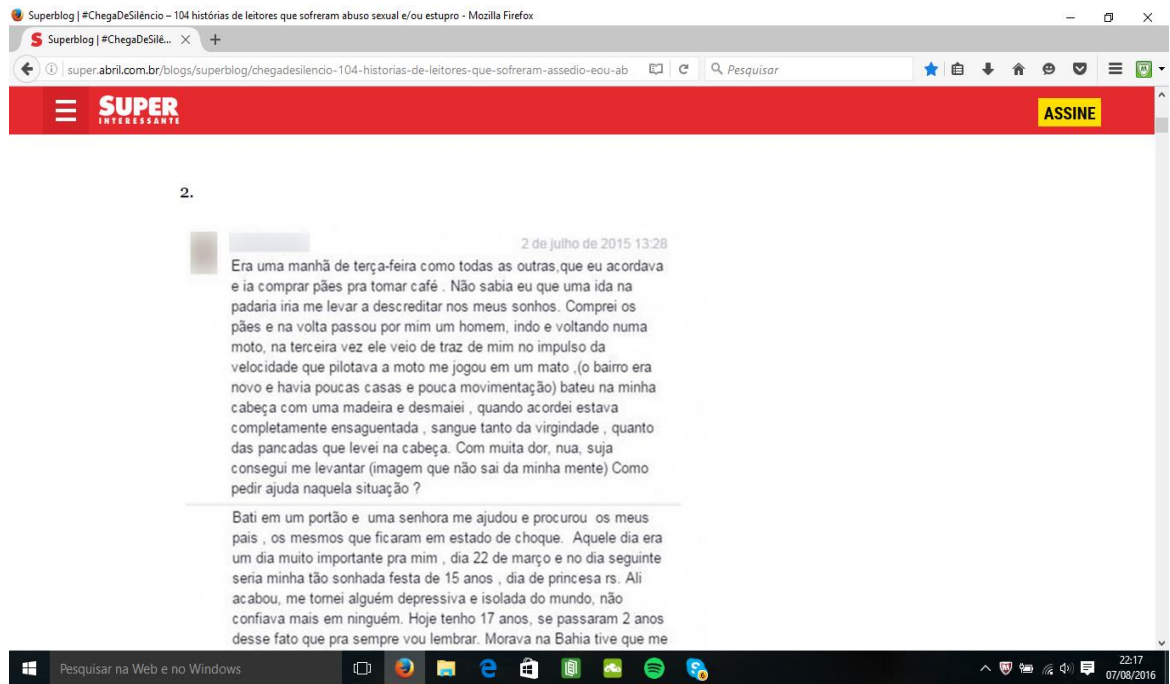 Superblog | #ChegaDeSilêncio – 104 histórias de leitores que sofreram abuso sexual e/ou estupro - Mozilla Firefox
Superblog | #ChegaDeSilê...
super.abril.com.br/blogs/superblog/chegadesilencio-104-historias-de-leitores-que-sofreram-assedio-eou-ab
Pesquisar
SUPER
INTERESSANTE
ASSINE
2.
2 de julho de 2015 13:28
Era uma manhã de terça-feira como todas as outras,que eu acordava
e ia comprar pães pra tomar café . Não sabia eu que uma ida na
padaria iria me levar a descreditar nos meus sonhos. Comprei os
pães e na volta passou por mim um homem, indo e voltando numa
moto, na terceira vez ele veio de traz de mim no impulso da
velocidade que pilotava a moto me jogou em um mato ,(o bairro era
novo e havia poucas casas e pouca movimentação) bateu na minha
cabeça com uma madeira e desmaiei , quando acordei estava
completamente ensaguentada , sangue tanto da virgindade , quanto
das pancadas que levei na cabeça. Com muita dor, nua, suja
consegui me levantar (imagem que não sai da minha mente) Como
pedir ajuda naquela situação ?
Bati em um portão e uma senhora me ajudou e procurou os meus
pais , os mesmos que ficaram em estado de choque. Aquele dia era
um dia muito importante pra mim , dia 22 de março e no dia seguinte
seria minha tão sonhada festa de 15 anos , dia de princesa rs. Ali
acabou, me tornei alguém depressiva e isolada do mundo, não
confiava mais em ninguém. Hoje tenho 17 anos, se passaram 2 anos
desse fato que pra sempre vou lembrar. Morava na Bahia tive que me
Pesquisar na Web e no Windows
22:17
07/08/2016